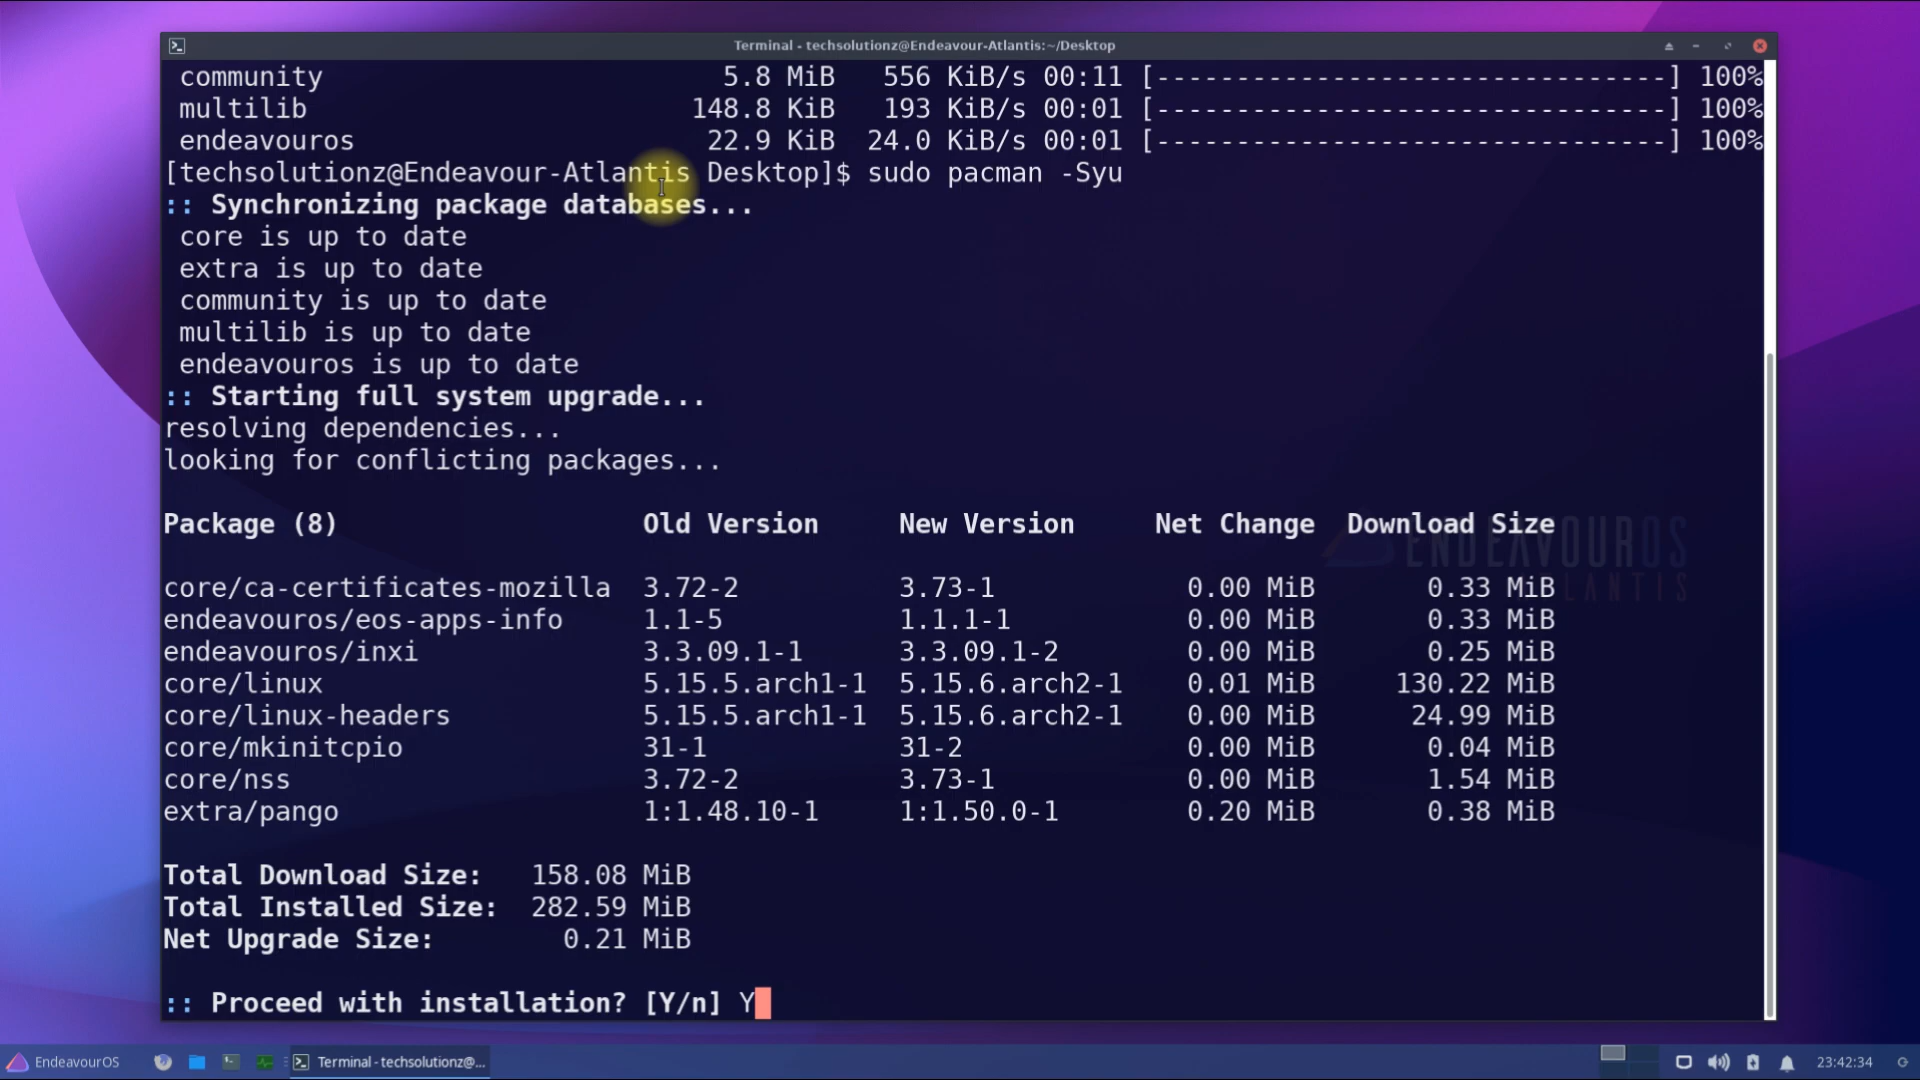 Terminal - techsolutionz@Endeavour-Atlantis:~/Desktop
community 5.8 MiB 556 KiB/s 00:11 [--------------------------------] 100%
multilib 148.8 KiB 193 KiB/s 00:01 [--------------------------------] 100%
endeavouros 22.9 KiB 24.0 KiB/s 00:01 [--------------------------------] 100%
[techsolutionz@Endeavour-Atlantis Desktop]$ sudo pacman -Syu
:: Synchronizing package databases...
core is up to date
extra is up to date
community is up to date
multilib is up to date
endeavouros is up to date
:: Starting full system upgrade...
resolving dependencies...
looking for conflicting packages...
Package (8) Old Version New Version Net Change Download Size
core/ca-certificates-mozilla 3.72-2 3.73-1 0.00 MiB 0.33 MiB
endeavouros/eos-apps-info 1.1-5 1.1.1-1 0.00 MiB 0.33 MiB
endeavouros/inxi 3.3.09.1-1 3.3.09.1-2 0.00 MiB 0.25 MiB
core/linux 5.15.5.arch1-1 5.15.6.arch2-1 0.01 MiB 130.22 MiB
core/linux-headers 5.15.5.arch1-1 5.15.6.arch2-1 0.00 MiB 24.99 MiB
core/mkinitcpio 31-1 31-2 0.00 MiB 0.04 MiB
core/nss 3.72-2 3.73-1 0.00 MiB 1.54 MiB
extra/pango 1:1.48.10-1 1:1.50.0-1 0.20 MiB 0.38 MiB
ENDEAVOUROS
LANTIS
Total Download Size: 158.08 MiB
Total Installed Size: 282.59 MiB
Net Upgrade Size: 0.21 MiB
:: Proceed with installation? [Y/n] Y
EndeavourOS Terminal - techsolutionz@... 23:42:34